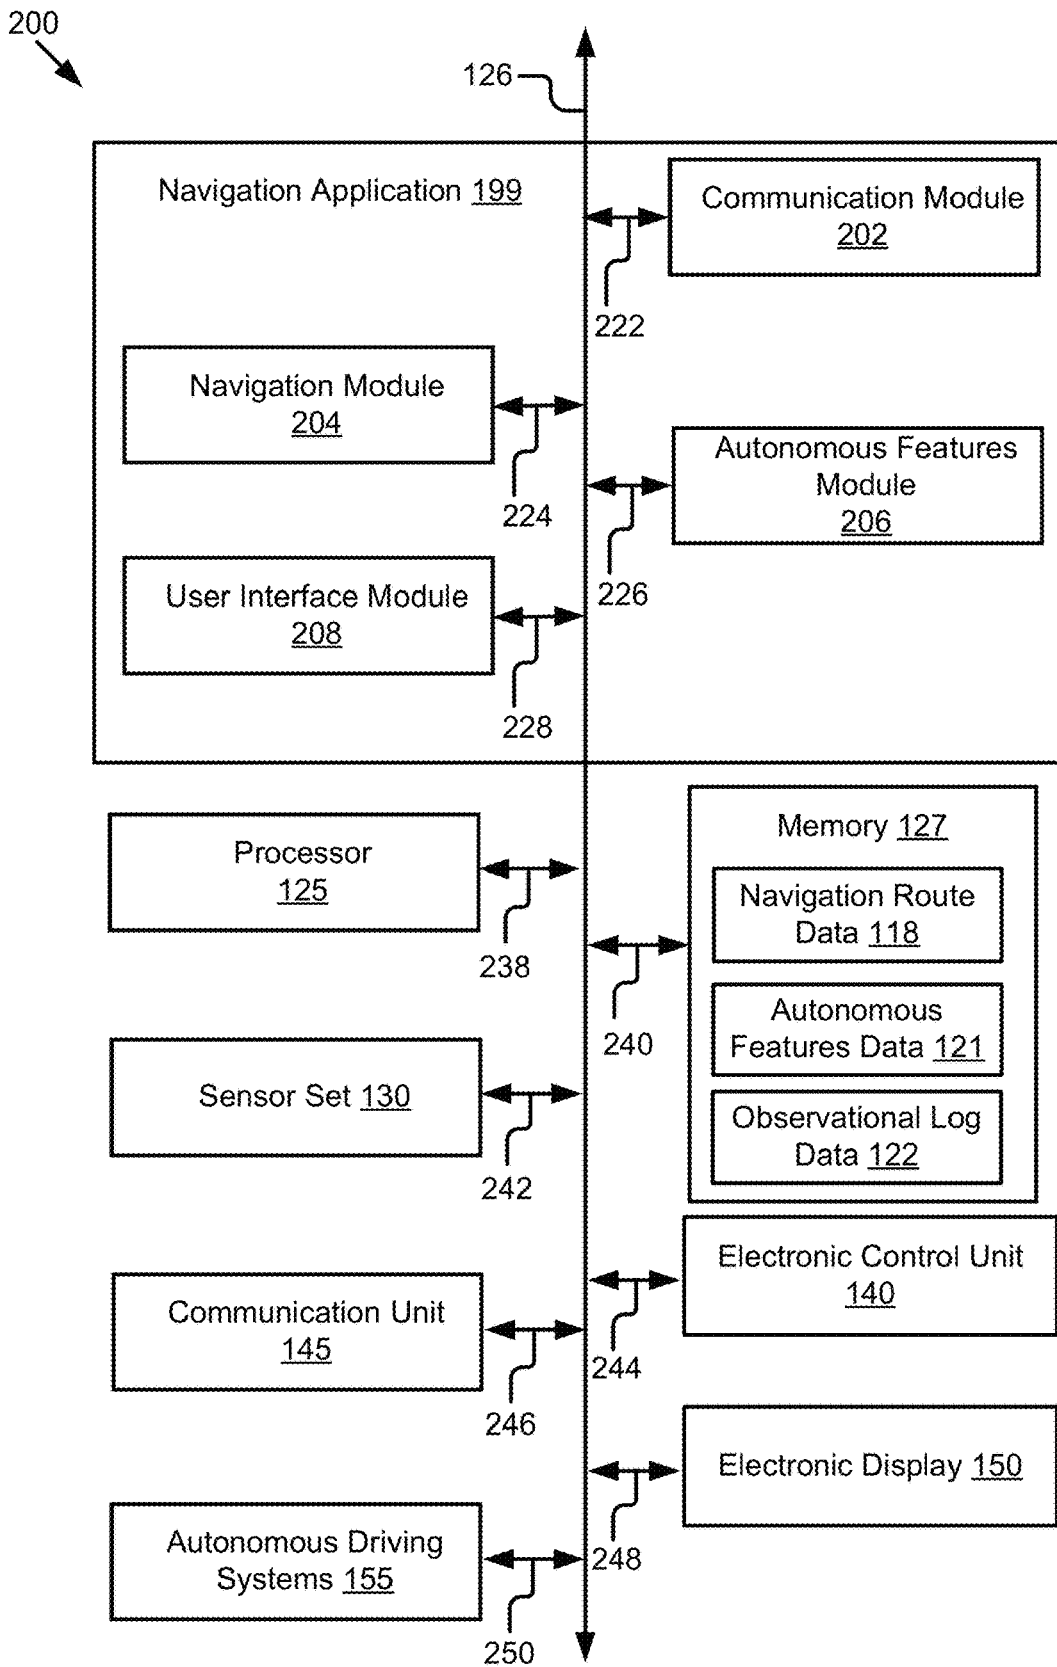 200
126
Navigation Application 199
Communication Module
202
222
Navigation Module
204
224
Autonomous Features
Module
206
226
User Interface Module
208
228
Processor
125
238
Memory 127
Navigation Route
Data 118
Autonomous
Features Data 121
Observational Log
Data 122
240
Sensor Set 130
242
Electronic Control Unit
140
244
Communication Unit
145
246
Electronic Display 150
248
Autonomous Driving
Systems 155
250